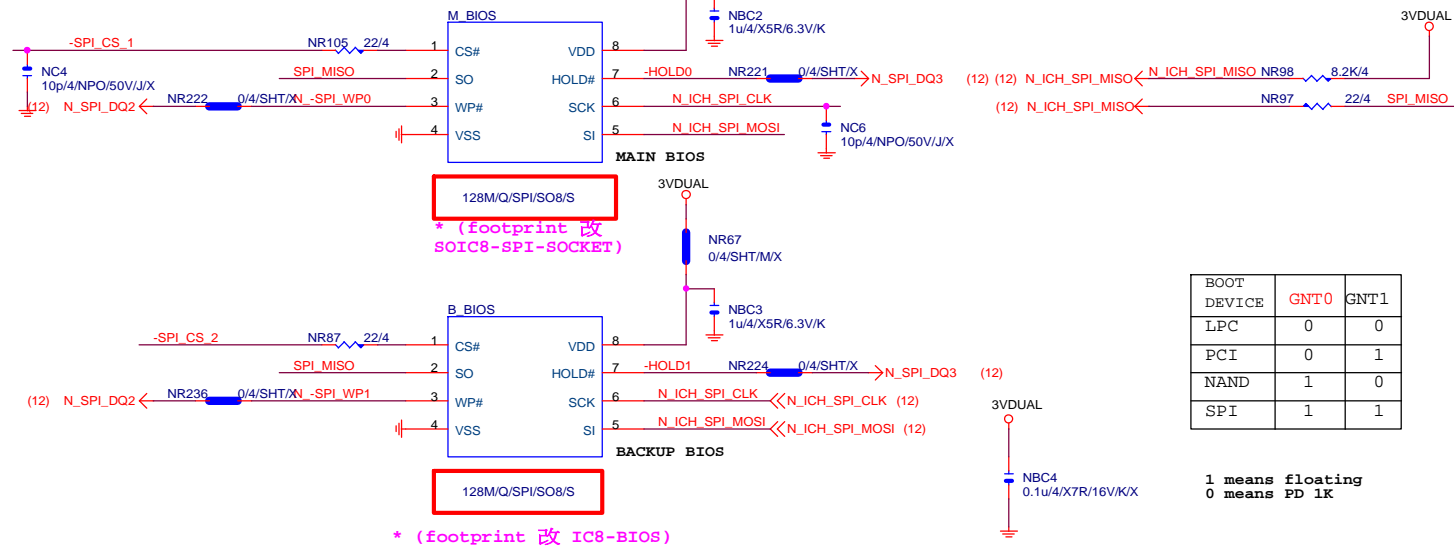 M_BIOS
NBC2
1u/4/X5R/6.3V/K
3VDUAL
-SPI_CS_1
NR105 22/4
1 CS#
VDD 8
NC4
10p/4/NPO/50V/J/X
SPI_MISO
2 SO
HOLD# 7
-HOLD0
NR221 0/4/SHT/X
N_SPI_DQ3 (12)
(12) N_ICH_SPI_MISO
N_ICH_SPI_MISO NR98 8.2K/4
(12) N_SPI_DQ2
NR222 0/4/SHT/X
N_-SPI_WP0
3 WP#
SCK 6
N_ICH_SPI_CLK
(12) N_ICH_SPI_MISO
NR97 22/4 SPI_MISO
4 VSS
SI 5
N_ICH_SPI_MOSI
NC6
10p/4/NPO/50V/J/X
MAIN BIOS
128M/Q/SPI/SO8/S
* (footprint 改
SOIC8-SPI-SOCKET)
3VDUAL
NR67
0/4/SHT/M/X
NBC3
1u/4/X5R/6.3V/K
B_BIOS
-SPI_CS_2
NR87 22/4
1 CS#
VDD 8
SPI_MISO
2 SO
HOLD# 7
-HOLD1
NR224 0/4/SHT/X
N_SPI_DQ3 (12)
(12) N_SPI_DQ2
NR236 0/4/SHT/X
N_-SPI_WP1
3 WP#
SCK 6
N_ICH_SPI_CLK
N_ICH_SPI_CLK (12)
4 VSS
SI 5
N_ICH_SPI_MOSI
N_ICH_SPI_MOSI (12)
BACKUP BIOS
128M/Q/SPI/SO8/S
* (footprint 改 IC8-BIOS)
3VDUAL
NBC4
0.1u/4/X7R/16V/K/X
BOOT
DEVICE GNT0 GNT1
LPC 0 0
PCI 0 1
NAND 1 0
SPI 1 1
1 means floating
0 means PD 1K